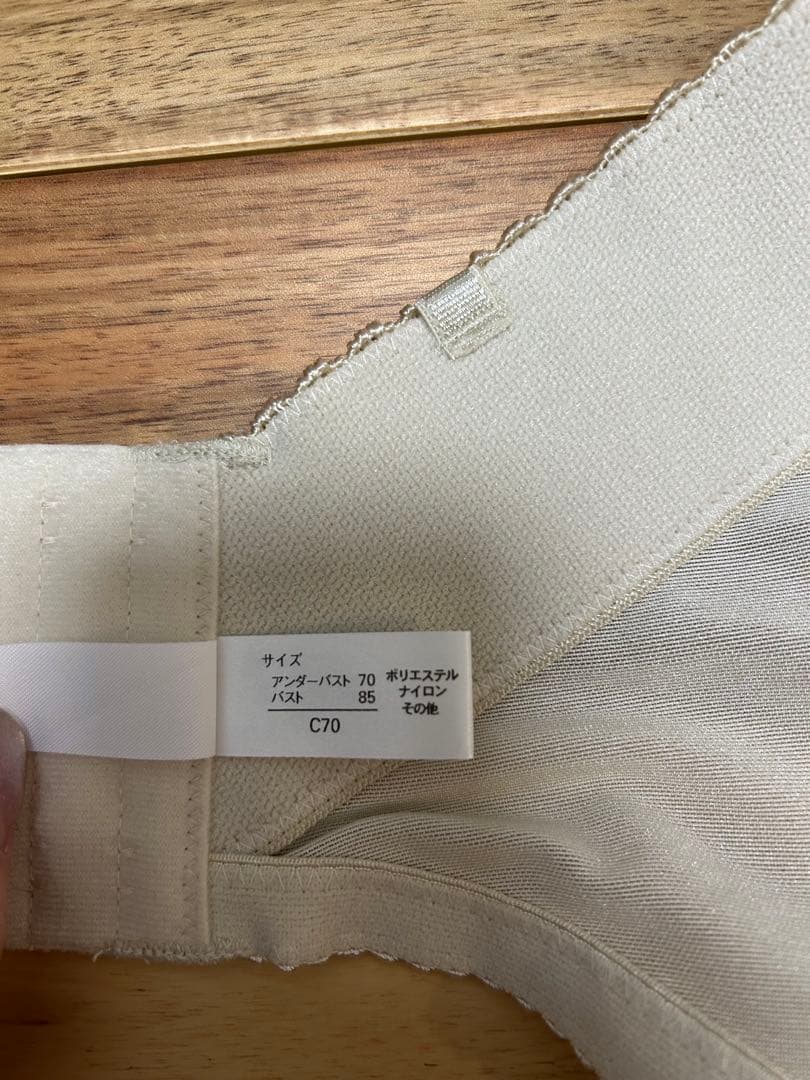 サイズ
アンダーバスト 70
バスト 85
C70
ポリエステル
ナイロン
その他